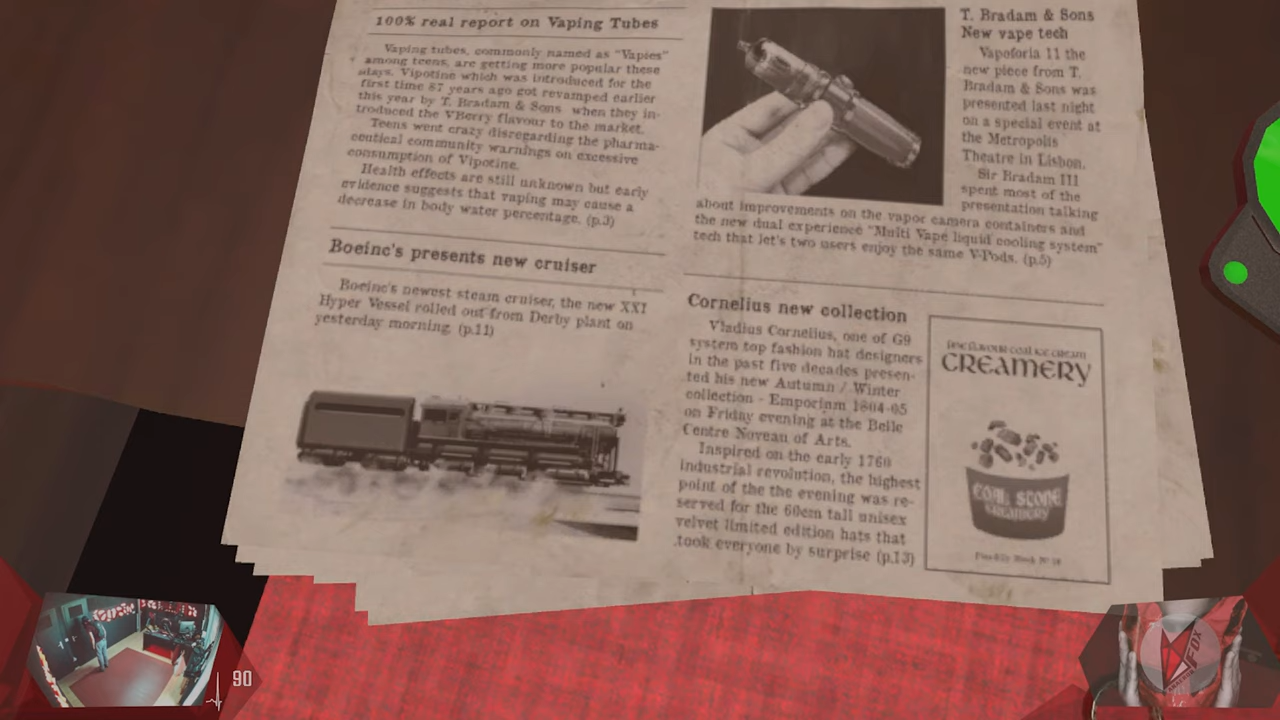 100% real report on Vaping Tubes
Vaping tubes, commonly named as "Vapies"
among teens, are getting more popular these
days. Vipotine which was introduced for the
first time 87 years ago got revamped earlier
this year by T. Bradam & Sons when they in-
troduced the VBerry flavour to the market.
Teens went crazy disregarding the pharma-
ceutical community warnings on excessive
consumption of Vipotine.
Health effects are still unknown but early
evidence suggests that vaping may cause a
decrease in body water percentage. (p.3)
Boeinc's presents new cruiser
Boeinc's newest steam cruiser, the new XXI
Hyper Vessel rolled out from Derby plant on
yesterday morning. (p.11)
T. Bradam & Sons
New vape tech
Vapoforia 11 the
new piece from T.
Bradam & Sons was
presented last night
on a special event at
the Metropolis
Theatre in Lisbon.
Sir Bradam III
spent most of the
presentation talking
about improvements on the vapor camera containers and
the new dual experience "Multi Vape liquid cooling system"
tech that let's two users enjoy the same V-Pods. (p.5)
Cornelius new collection
Vladius Cornelius, one of G9
system top fashion hat designers
in the past five decades presen-
ted his new Autumn / Winter
collection - Emporium 1804-05
on Friday evening at the Belle
Centre Noveau of Arts.
Inspired on the early 1760
industrial revolution, the highest
point of the the evening was re-
served for the 60cm tall unisex
velvet limited edition hats that
took everyone by surprise (p.13)
fine flavour coal ice cream
CREAMERY
COAL STONE
CREAMERY
90
FOX